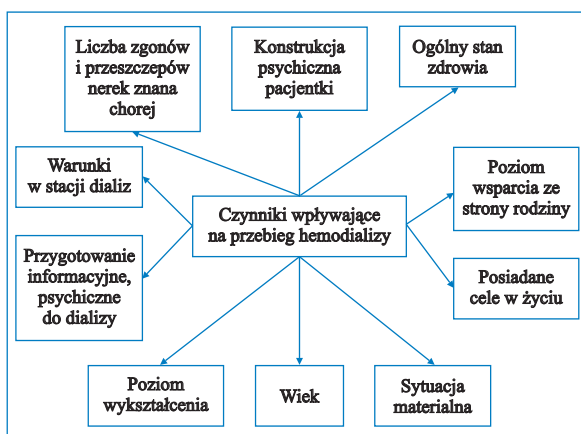 Liczba zgonów
i przeszczepów
nerek znana
chorej
Konstrukcja
psychiczna
pacjentki
Ogólny stan
zdrowia
Warunki
w stacji dializ
Czynniki wpływające
na przebieg hemodializy
Poziom
wsparcia ze
strony rodziny
Przygotowanie
informacyjne,
psychiczne
do dializy
Posiadane
cele w życiu
Poziom
wykształcenia
Wiek
Sytuacja
materialna